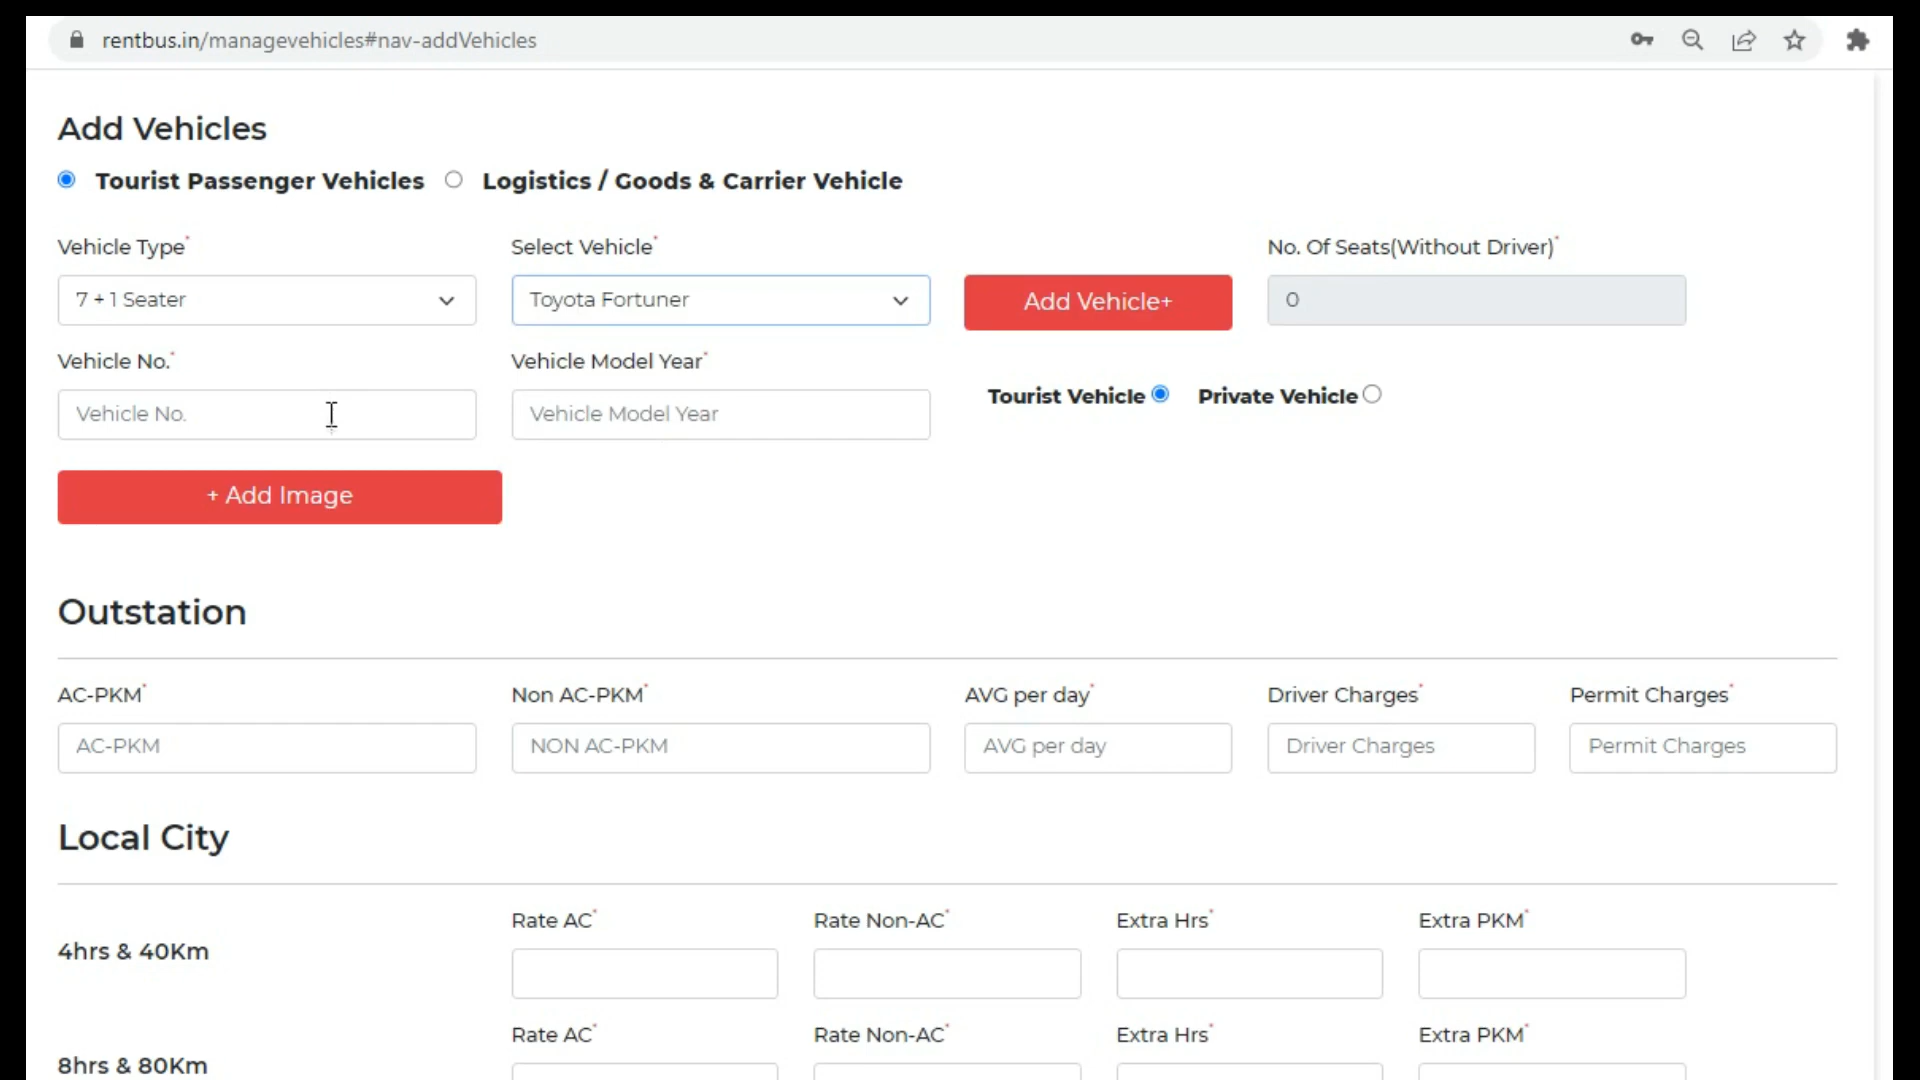 rentbus.in/managevehicles#nav-addVehicles
Add Vehicles
Tourist Passenger Vehicles Logistics / Goods & Carrier Vehicle
Vehicle Type* Select Vehicle* No. Of Seats(Without Driver)*
7 + 1 Seater Toyota Fortuner Add Vehicle+ 0
Vehicle No.* Vehicle Model Year*
Vehicle No. Vehicle Model Year Tourist Vehicle Private Vehicle
+ Add Image
Outstation
AC-PKM* Non AC-PKM* AVG per day* Driver Charges* Permit Charges*
AC-PKM NON AC-PKM AVG per day Driver Charges Permit Charges
Local City
Rate AC* Rate Non-AC* Extra Hrs* Extra PKM*
4hrs & 40Km
Rate AC* Rate Non-AC* Extra Hrs* Extra PKM*
8hrs & 80Km